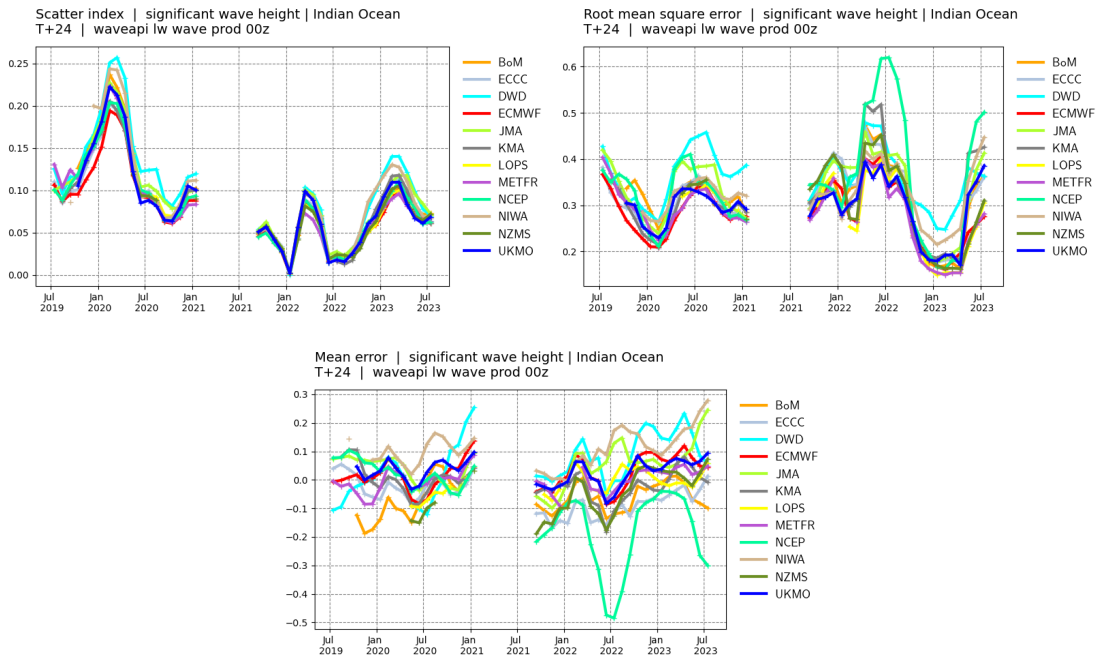 Scatter index | significant wave height | Indian Ocean
T+24 | waveapi lw wave prod 00z
0.25
0.20
0.15
0.10
0.05
0.00
Jul Jan Jul Jan Jul Jan Jul Jan Jul
2019 2020 2020 2021 2021 2022 2022 2023 2023
BoM
ECCC
DWD
ECMWF
JMA
KMA
LOPS
METFR
NCEP
NIWA
NZMS
UKMO
Root mean square error | significant wave height | Indian Ocean
T+24 | waveapi lw wave prod 00z
0.6
0.5
0.4
0.3
0.2
Jul Jan Jul Jan Jul Jan Jul Jan Jul
2019 2020 2020 2021 2021 2022 2022 2023 2023
BoM
ECCC
DWD
ECMWF
JMA
KMA
LOPS
METFR
NCEP
NIWA
NZMS
UKMO
Mean error | significant wave height | Indian Ocean
T+24 | waveapi lw wave prod 00z
0.3
0.2
0.1
0.0
−0.1
−0.2
−0.3
−0.4
−0.5
Jul Jan Jul Jan Jul Jan Jul Jan Jul
2019 2020 2020 2021 2021 2022 2022 2023 2023
BoM
ECCC
DWD
ECMWF
JMA
KMA
LOPS
METFR
NCEP
NIWA
NZMS
UKMO